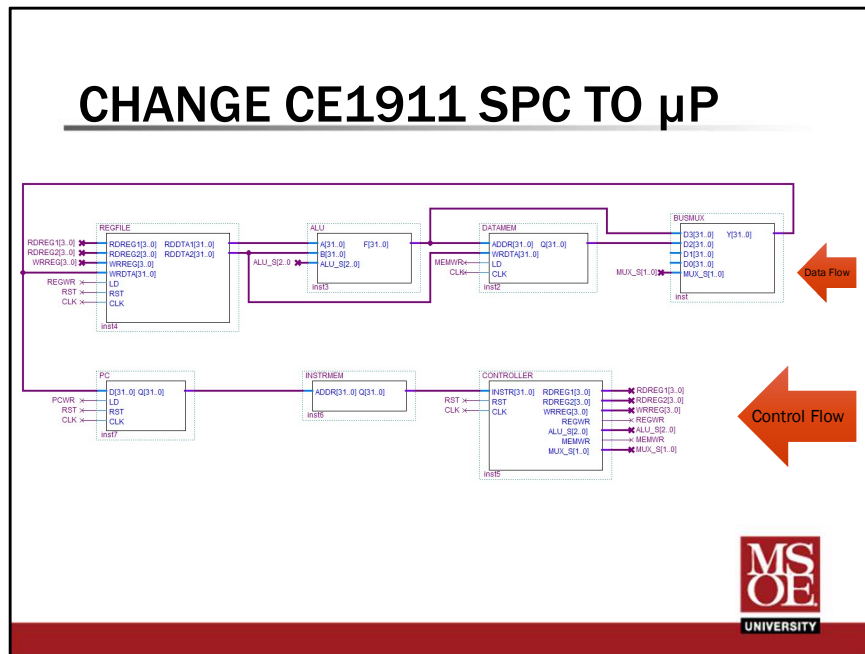 CHANGE CE1911 SPC TO µP
REGFILE
RDREG1[3..0]
RDREG2[3..0]
WRREG[3..0]
REGWR
RST
CLK
RDREG1[3..0] RDDTA1[31..0]
RDREG2[3..0] RDDTA2[31..0]
WRREG[3..0]
WRDTA[31..0]
LD
RST
CLK
inst4
ALU
A[31..0] F[31..0]
B[31..0]
ALU_S[2..0 ALU_S[2..0]
inst3
DATAMEM
ADDR[31..0] Q[31..0]
WRDTA[31..0]
MEMWR LD
CLK CLK
inst2
BUSMUX
D3[31..0] Y[31..0]
D2[31..0]
D1[31..0]
D0[31..0]
MUX_S[1..0] MUX_S[1..0]
inst
Data Flow
PC
D[31..0] Q[31..0]
PCWR LD
RST RST
CLK CLK
inst7
INSTRMEM
ADDR[31..0] Q[31..0]
inst6
CONTROLLER
INSTR[31..0] RDREG1[3..0] RDREG1[3..0]
RST RST RDREG2[3..0] RDREG2[3..0]
CLK CLK WRREG[3..0] WRREG[3..0]
REGWR REGWR
ALU_S[2..0] ALU_S[2..0]
MEMWR MEMWR
MUX_S[1..0] MUX_S[1..0]
inst5
Control Flow
MS
OE
UNIVERSITY